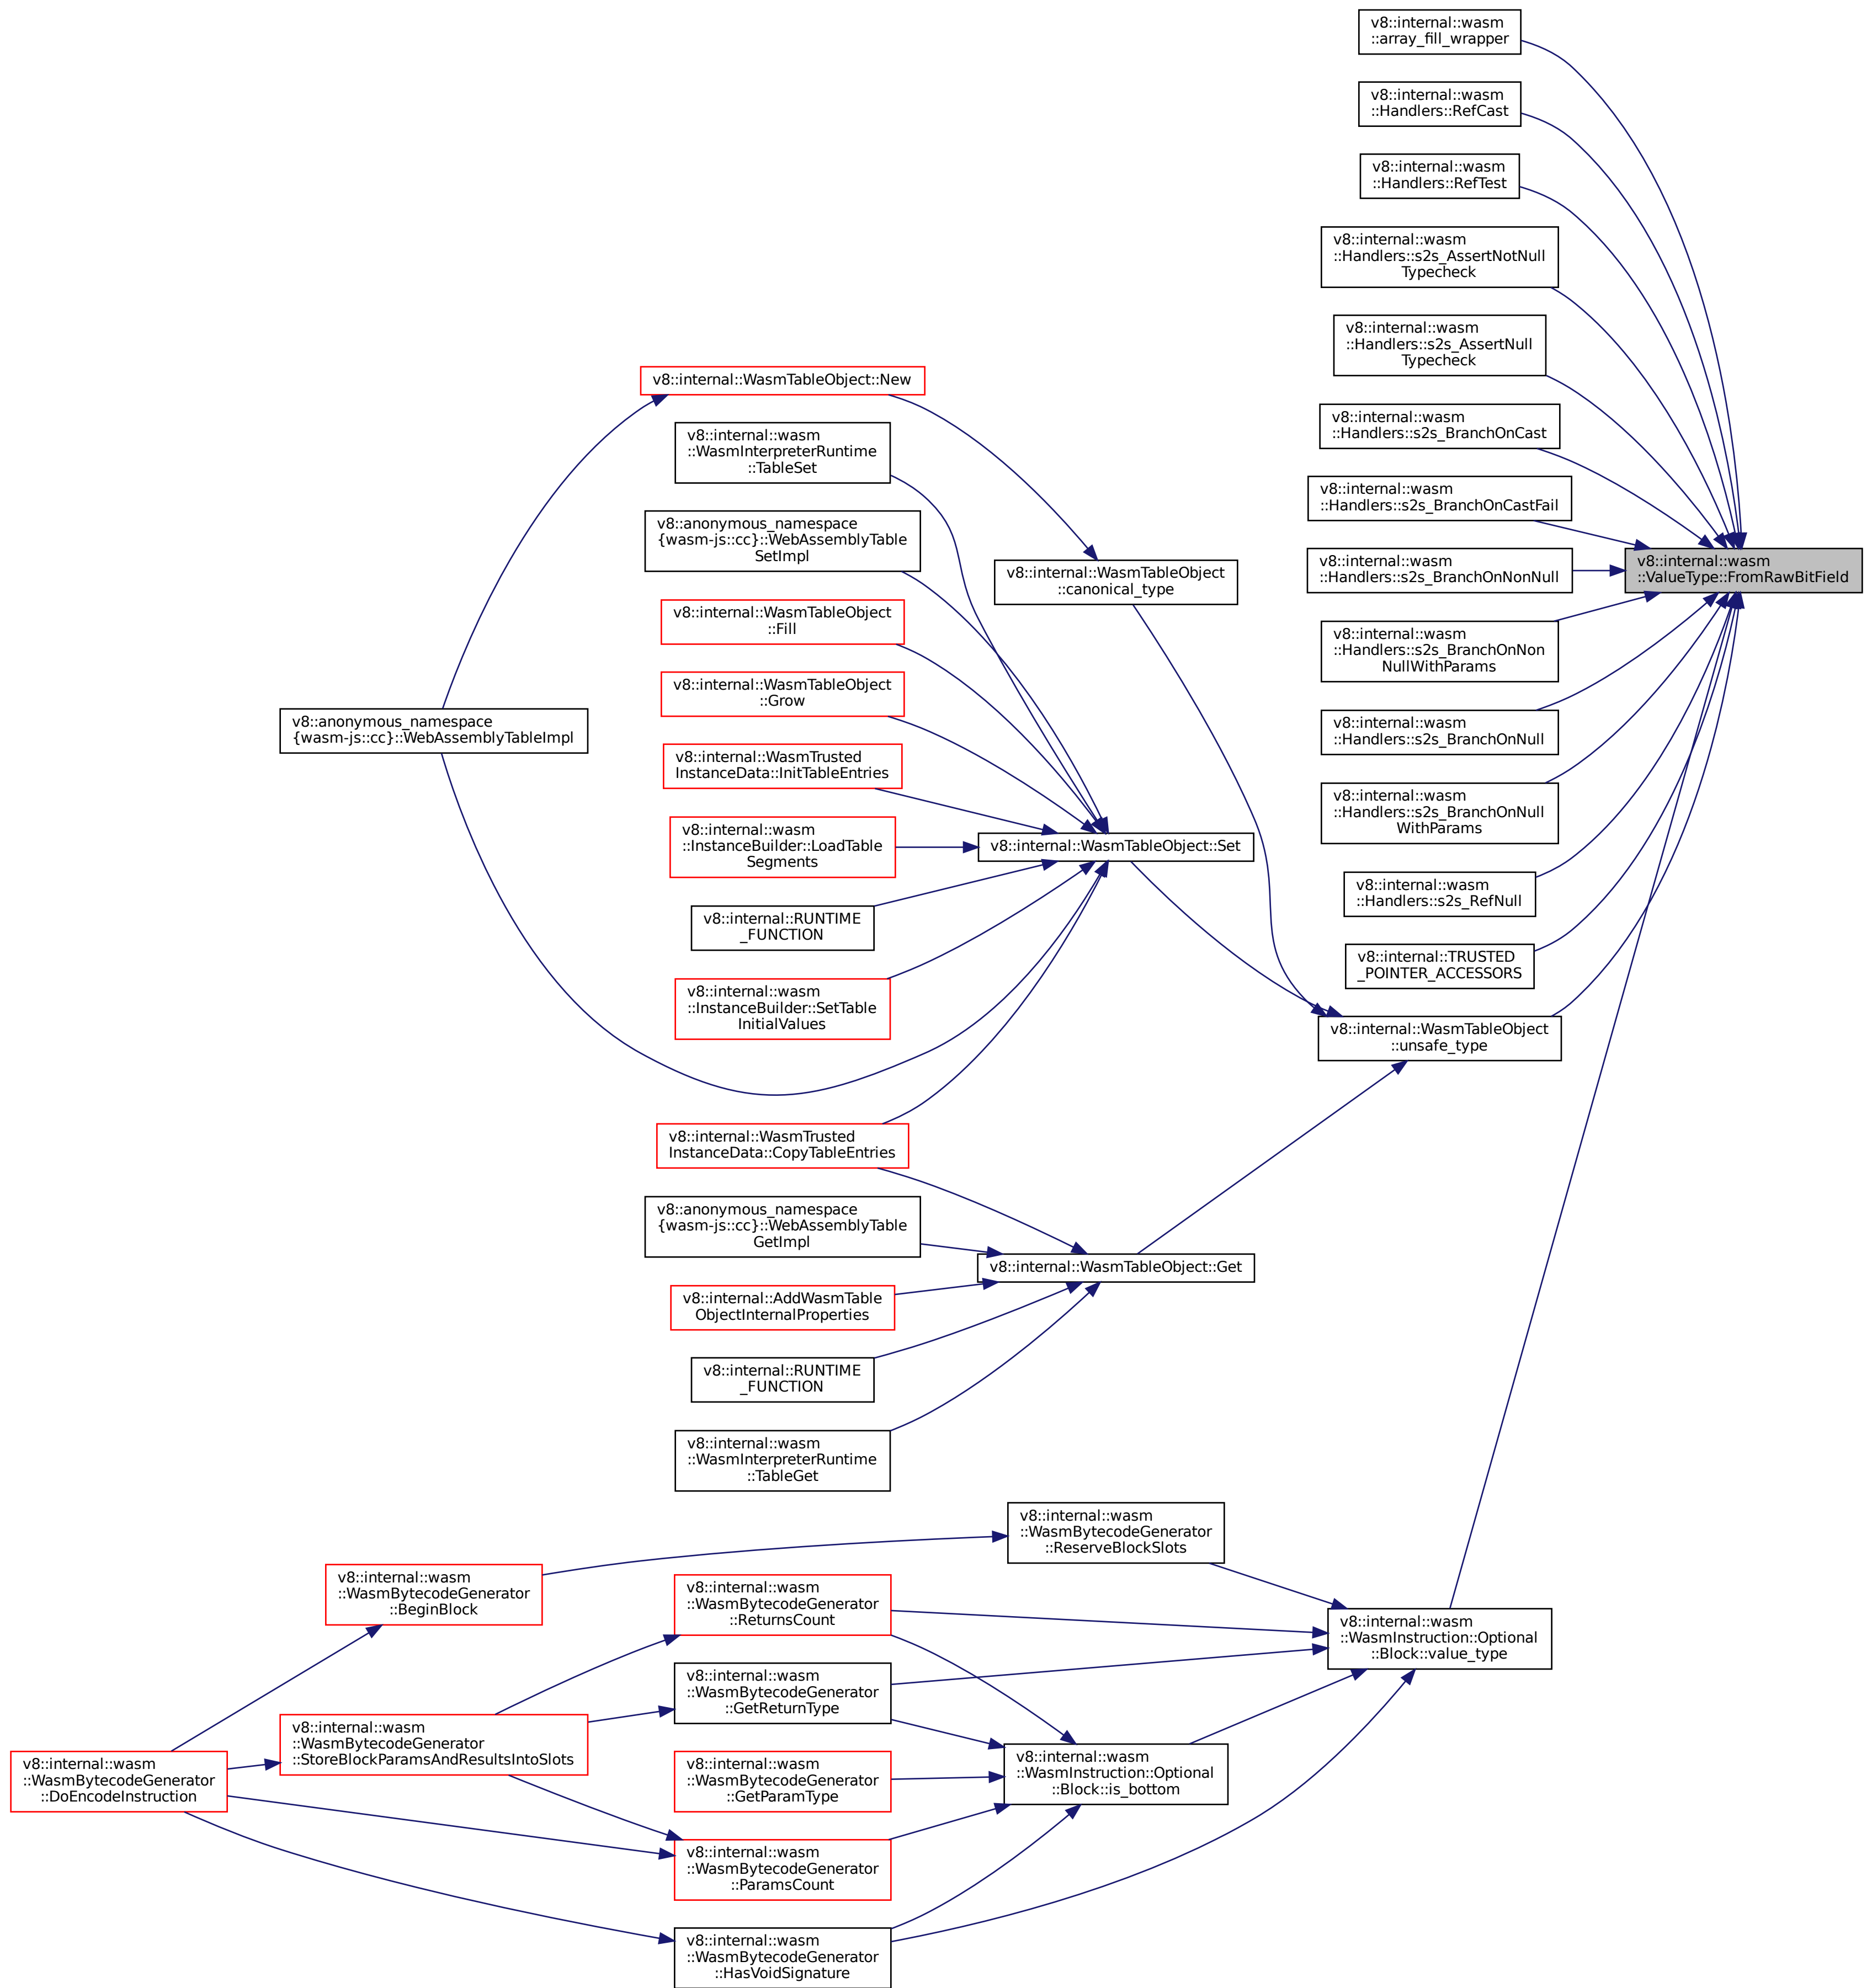 v8::internal::wasm
::array_fill_wrapper
v8::internal::wasm
::Handlers::RefCast
v8::internal::wasm
::Handlers::RefTest
v8::internal::wasm
::Handlers::s2s_AssertNotNull
Typecheck
v8::internal::wasm
::Handlers::s2s_AssertNull
Typecheck
v8::internal::wasm
::Handlers::s2s_BranchOnCast
v8::internal::wasm
::Handlers::s2s_BranchOnCastFail
v8::internal::wasm
::Handlers::s2s_BranchOnNonNull
v8::internal::wasm
::ValueType::FromRawBitField
v8::internal::wasm
::Handlers::s2s_BranchOnNon
NullWithParams
v8::internal::wasm
::Handlers::s2s_BranchOnNull
v8::internal::wasm
::Handlers::s2s_BranchOnNull
WithParams
v8::internal::wasm
::Handlers::s2s_RefNull
v8::internal::TRUSTED
_POINTER_ACCESSORS
v8::internal::WasmTableObject
::unsafe_type
v8::internal::WasmTableObject::New
v8::internal::wasm
::WasmInterpreterRuntime
::TableSet
v8::anonymous_namespace
{wasm-js::cc}::WebAssemblyTable
SetImpl
v8::internal::WasmTableObject
::canonical_type
v8::internal::WasmTableObject
::Fill
v8::internal::WasmTableObject
::Grow
v8::anonymous_namespace
{wasm-js::cc}::WebAssemblyTableImpl
v8::internal::WasmTrusted
InstanceData::InitTableEntries
v8::internal::wasm
::InstanceBuilder::LoadTable
Segments
v8::internal::WasmTableObject::Set
v8::internal::RUNTIME
_FUNCTION
v8::internal::wasm
::InstanceBuilder::SetTable
InitialValues
v8::internal::WasmTrusted
InstanceData::CopyTableEntries
v8::anonymous_namespace
{wasm-js::cc}::WebAssemblyTable
GetImpl
v8::internal::WasmTableObject::Get
v8::internal::AddWasmTable
ObjectInternalProperties
v8::internal::RUNTIME
_FUNCTION
v8::internal::wasm
::WasmInterpreterRuntime
::TableGet
v8::internal::wasm
::WasmBytecodeGenerator
::ReserveBlockSlots
v8::internal::wasm
::WasmBytecodeGenerator
::BeginBlock
v8::internal::wasm
::WasmBytecodeGenerator
::ReturnsCount
v8::internal::wasm
::WasmInstruction::Optional
::Block::value_type
v8::internal::wasm
::WasmBytecodeGenerator
::GetReturnType
v8::internal::wasm
::WasmBytecodeGenerator
::StoreBlockParamsAndResultsIntoSlots
v8::internal::wasm
::WasmBytecodeGenerator
::DoEncodeInstruction
v8::internal::wasm
::WasmInstruction::Optional
::Block::is_bottom
v8::internal::wasm
::WasmBytecodeGenerator
::GetParamType
v8::internal::wasm
::WasmBytecodeGenerator
::ParamsCount
v8::internal::wasm
::WasmBytecodeGenerator
::HasVoidSignature